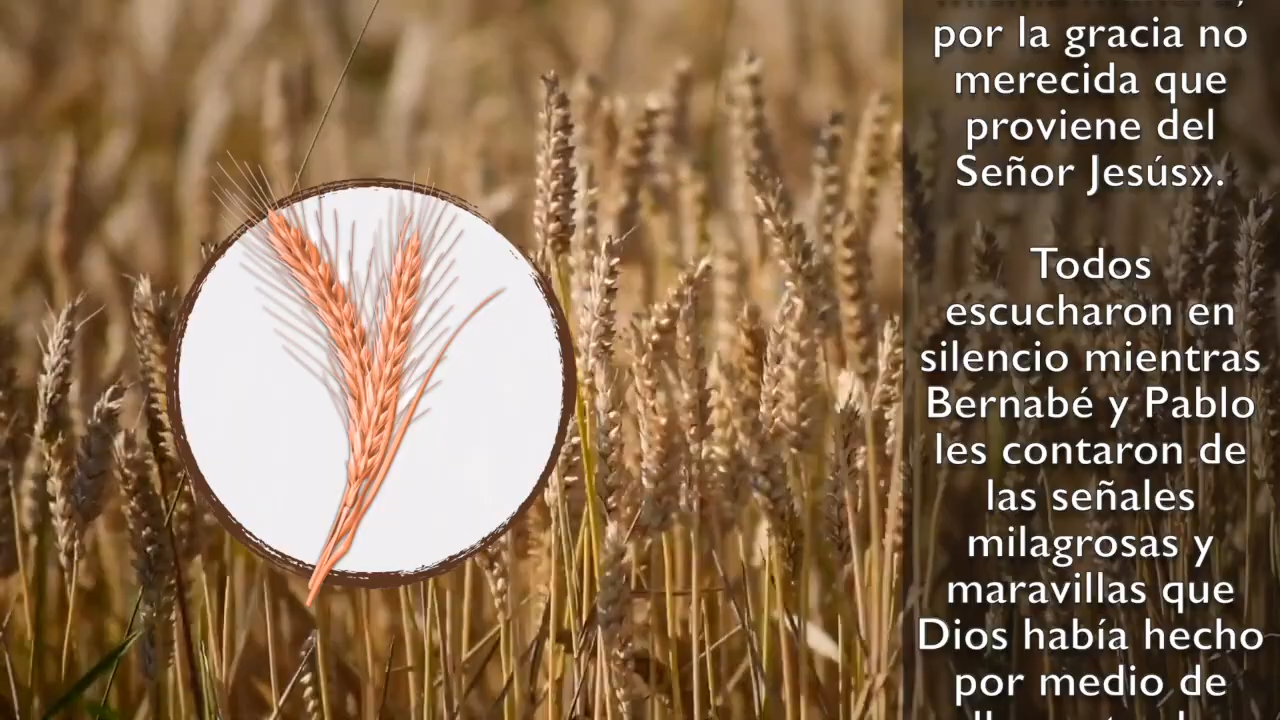 por la gracia no
merecida que
proviene del
Señor Jesús».
Todos
escucharon en
silencio mientras
Bernabé y Pablo
les contaron de
las señales
milagrosas y
maravillas que
Dios había hecho
por medio de